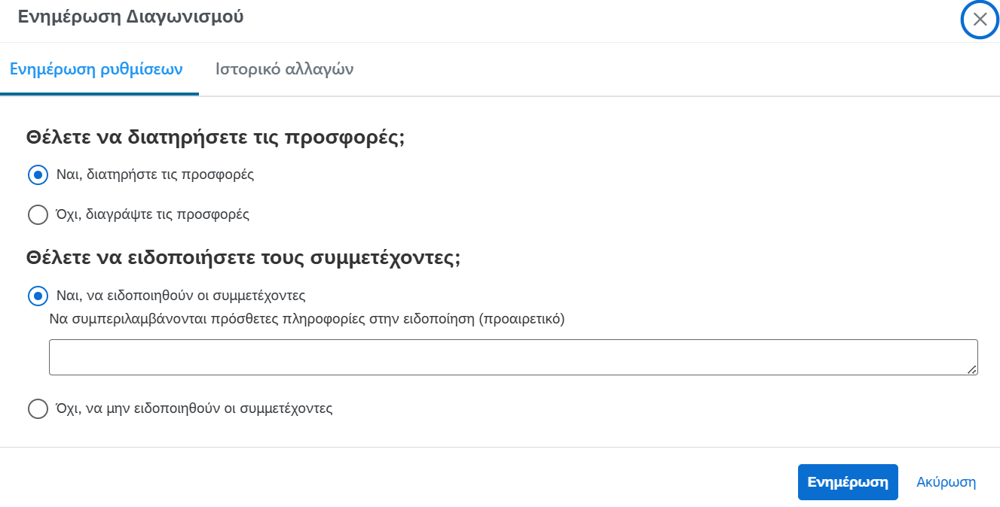 Ενημέρωση Διαγωνισμού
Ενημέρωση ρυθμίσεων
Ιστορικό αλλαγών
Θέλετε να διατηρήσετε τις προσφορές;
Ναι, διατηρήστε τις προσφορές
Όχι, διαγράψτε τις προσφορές
Θέλετε να ειδοποιήσετε τους συμμετέχοντες;
Ναι, να ειδοποιηθούν οι συμμετέχοντες
Να συμπεριλαμβάνονται πρόσθετες πληροφορίες στην ειδοποίηση (προαιρετικό)
Όχι, να μην ειδοποιηθούν οι συμμετέχοντες
Ενημέρωση
Ακύρωση